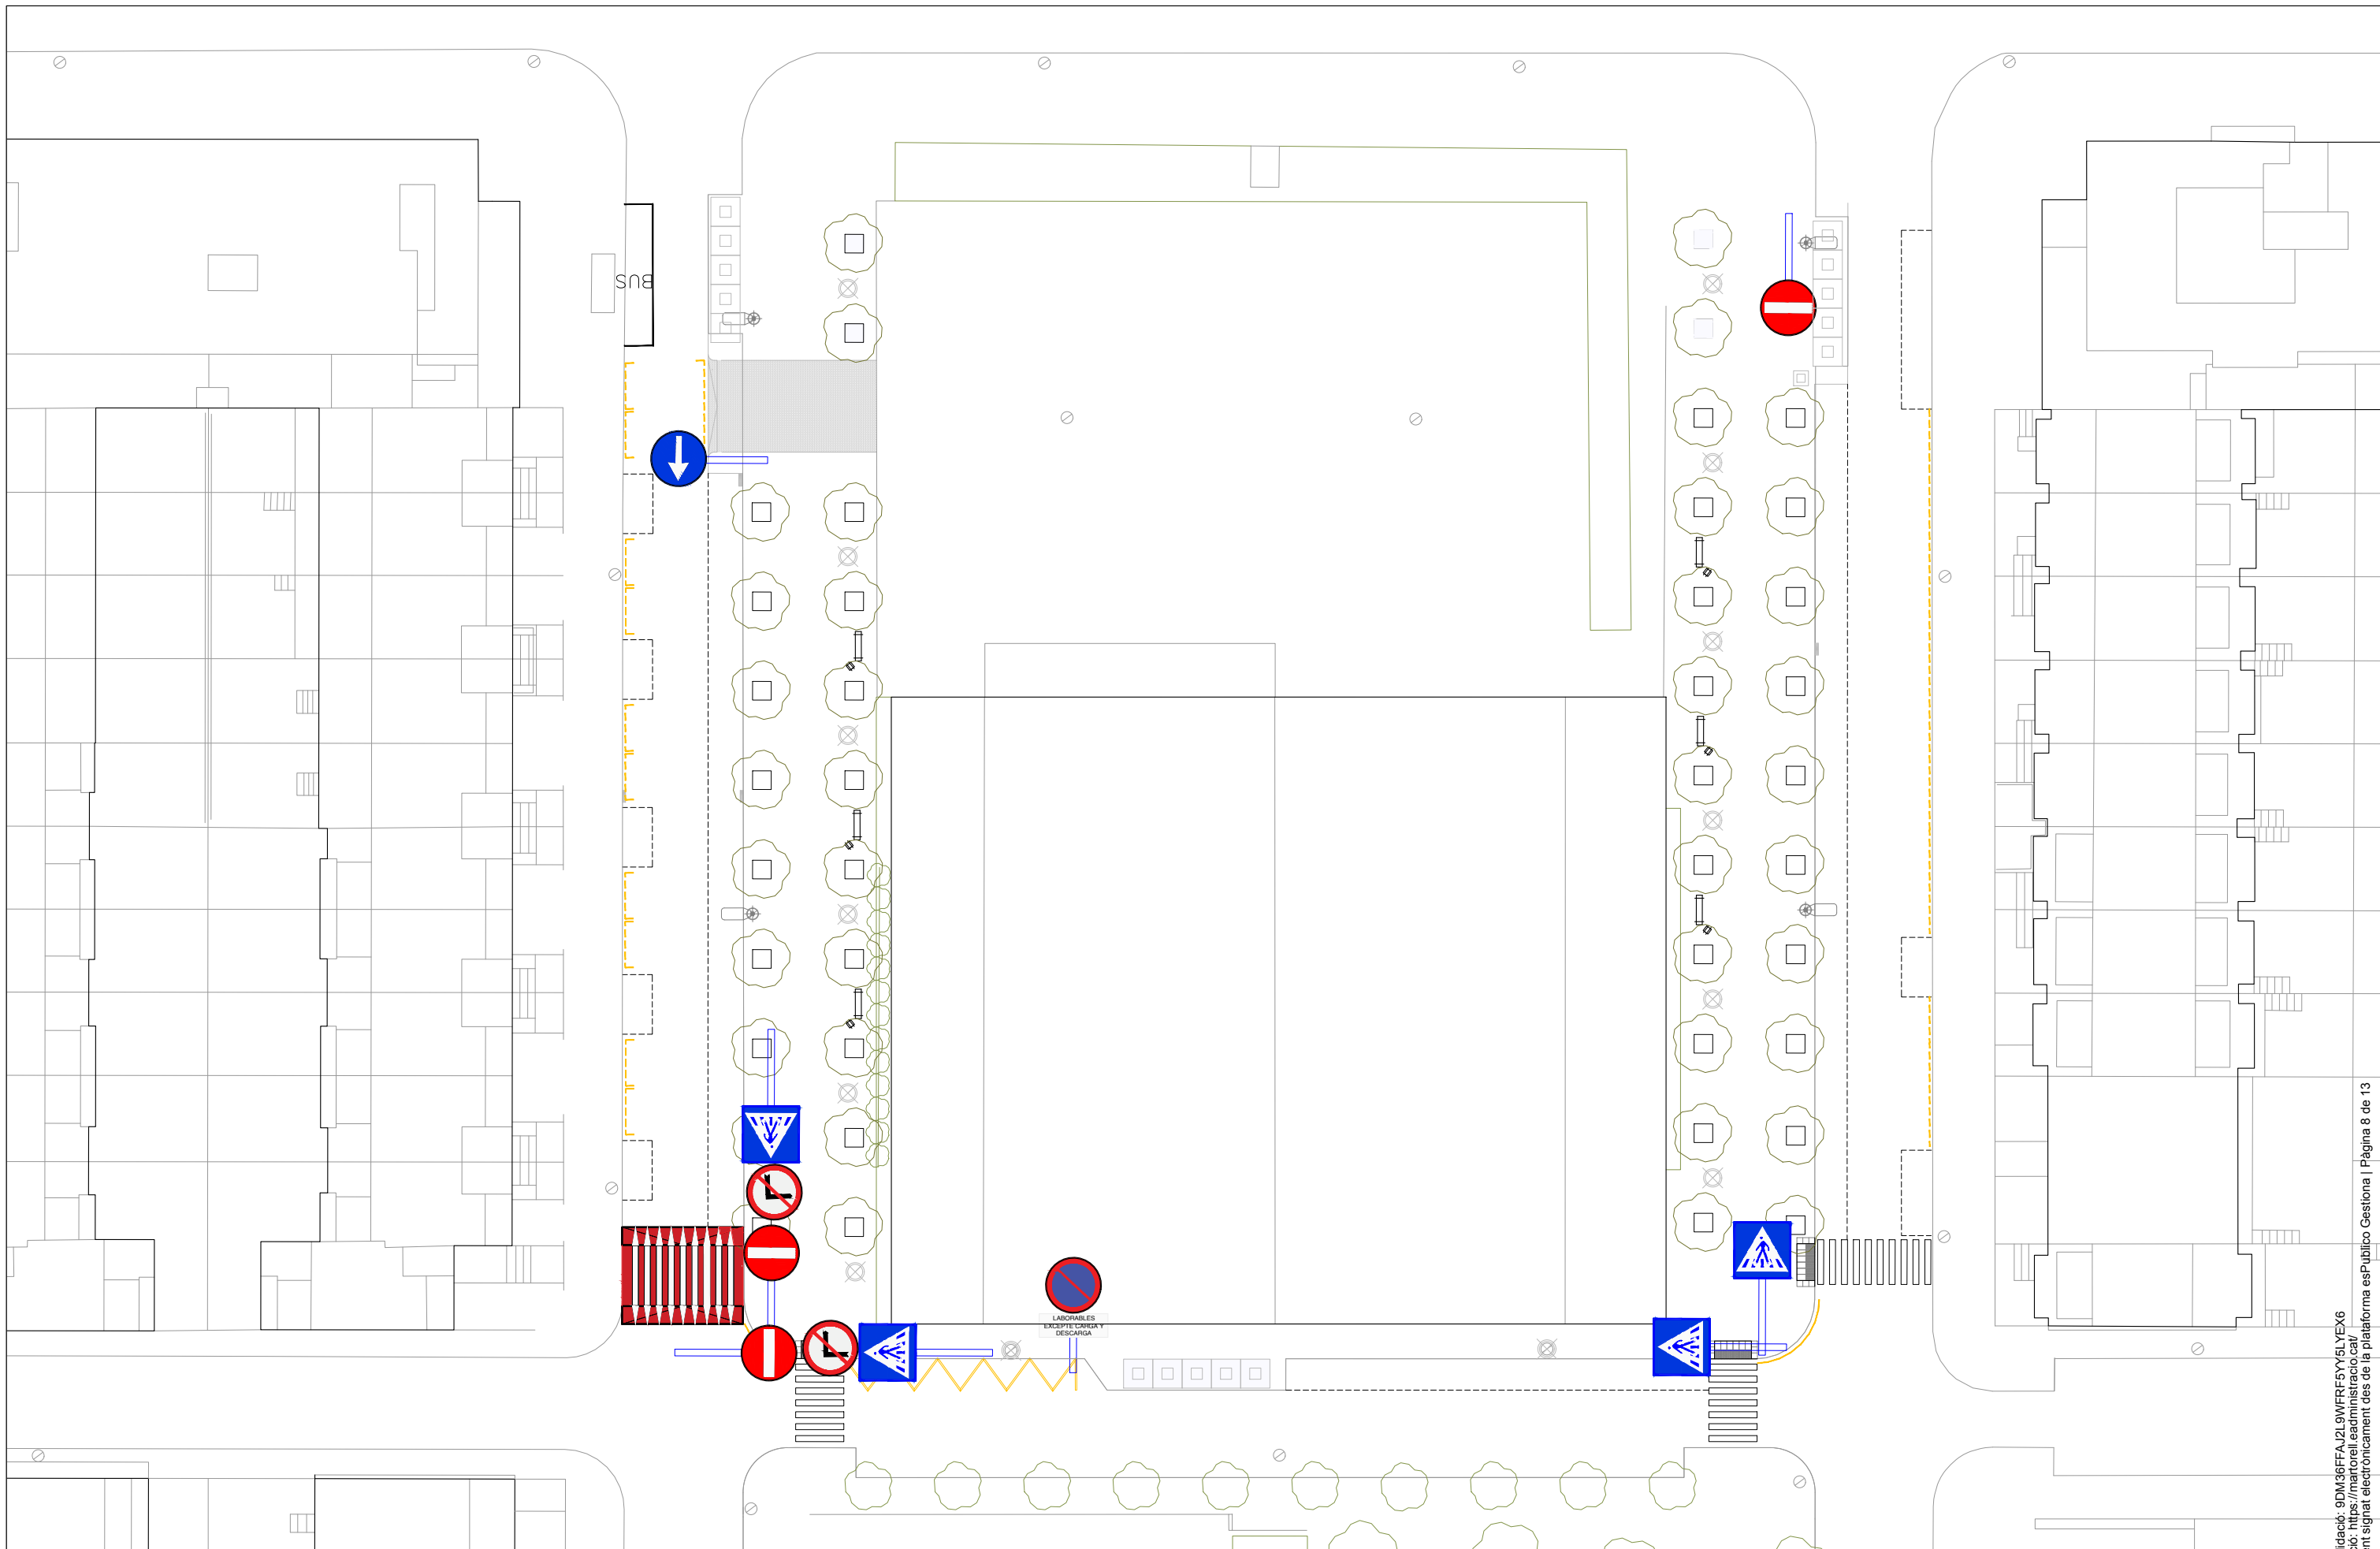 BUS
LABORABLES
EXCEPTE CARGA Y
DESCARGA
idació: 9DM36FFAJ2L9WFRF5YY5LYEX6
ció: https://martorell.eadministracio.cat/
nt signat electrònicament des de la plataforma esPublico Gestiona | Pàgina 8 de 13